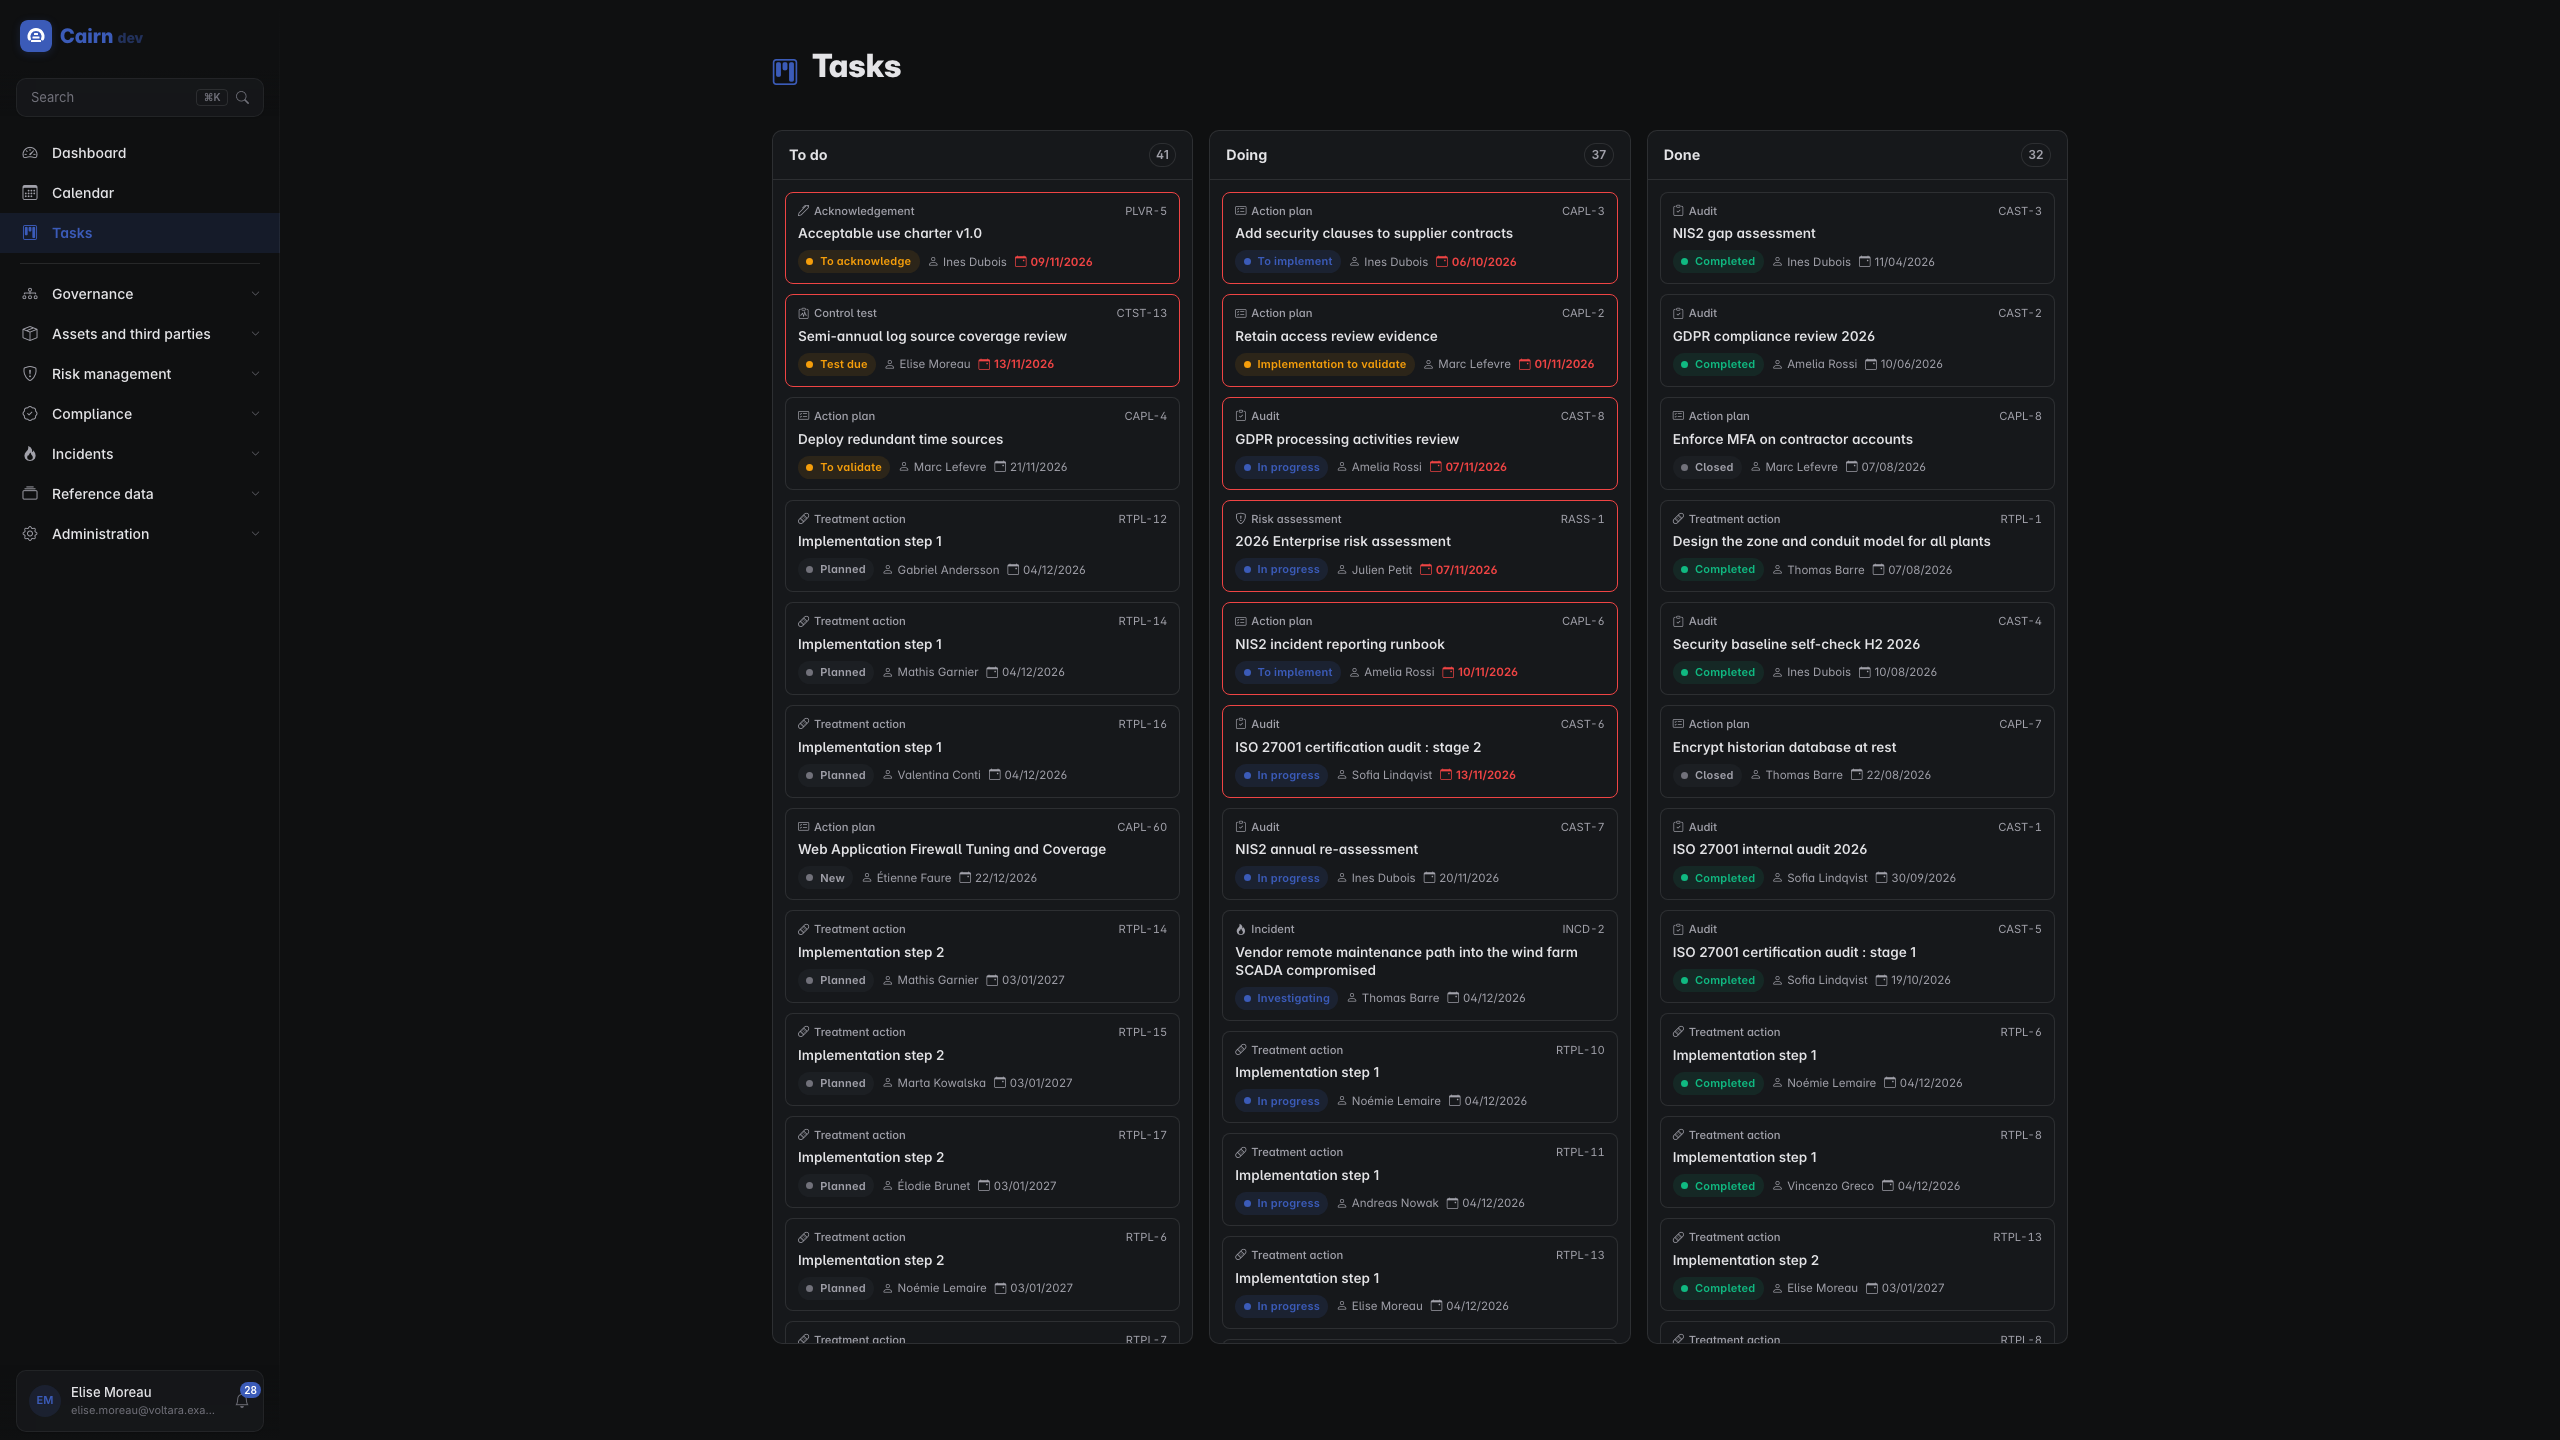 Cairn dev
Search ⌘K
Dashboard
Calendar
Tasks
Governance
Assets and third parties
Risk management
Compliance
Incidents
Reference data
Administration
EM
Elise Moreau
elise.moreau@voltara.exa...
28
Tasks
To do 41
Acknowledgement PLVR-5
Acceptable use charter v1.0
To acknowledge Ines Dubois 09/11/2026
Control test CTST-13
Semi-annual log source coverage review
Test due Elise Moreau 13/11/2026
Action plan CAPL-4
Deploy redundant time sources
To validate Marc Lefevre 21/11/2026
Treatment action RTPL-12
Implementation step 1
Planned Gabriel Andersson 04/12/2026
Treatment action RTPL-14
Implementation step 1
Planned Mathis Garnier 04/12/2026
Treatment action RTPL-16
Implementation step 1
Planned Valentina Conti 04/12/2026
Action plan CAPL-60
Web Application Firewall Tuning and Coverage
New Étienne Faure 22/12/2026
Treatment action RTPL-14
Implementation step 2
Planned Mathis Garnier 03/01/2027
Treatment action RTPL-15
Implementation step 2
Planned Marta Kowalska 03/01/2027
Treatment action RTPL-17
Implementation step 2
Planned Élodie Brunet 03/01/2027
Treatment action RTPL-6
Implementation step 2
Planned Noémie Lemaire 03/01/2027
Treatment action RTPL-7
Doing 37
Action plan CAPL-3
Add security clauses to supplier contracts
To implement Ines Dubois 06/10/2026
Action plan CAPL-2
Retain access review evidence
Implementation to validate Marc Lefevre 01/11/2026
Audit CAST-8
GDPR processing activities review
In progress Amelia Rossi 07/11/2026
Risk assessment RASS-1
2026 Enterprise risk assessment
In progress Julien Petit 07/11/2026
Action plan CAPL-6
NIS2 incident reporting runbook
To implement Amelia Rossi 10/11/2026
Audit CAST-6
ISO 27001 certification audit : stage 2
In progress Sofia Lindqvist 13/11/2026
Audit CAST-7
NIS2 annual re-assessment
In progress Ines Dubois 20/11/2026
Incident INCD-2
Vendor remote maintenance path into the wind farm
SCADA compromised
Investigating Thomas Barre 04/12/2026
Treatment action RTPL-10
Implementation step 1
In progress Noémie Lemaire 04/12/2026
Treatment action RTPL-11
Implementation step 1
In progress Andreas Nowak 04/12/2026
Treatment action RTPL-13
Implementation step 1
In progress Elise Moreau 04/12/2026
Done 32
Audit CAST-3
NIS2 gap assessment
Completed Ines Dubois 11/04/2026
Audit CAST-2
GDPR compliance review 2026
Completed Amelia Rossi 10/06/2026
Action plan CAPL-8
Enforce MFA on contractor accounts
Closed Marc Lefevre 07/08/2026
Treatment action RTPL-1
Design the zone and conduit model for all plants
Completed Thomas Barre 07/08/2026
Audit CAST-4
Security baseline self-check H2 2026
Completed Ines Dubois 10/08/2026
Action plan CAPL-7
Encrypt historian database at rest
Closed Thomas Barre 22/08/2026
Audit CAST-1
ISO 27001 internal audit 2026
Completed Sofia Lindqvist 30/09/2026
Audit CAST-5
ISO 27001 certification audit : stage 1
Completed Sofia Lindqvist 19/10/2026
Treatment action RTPL-6
Implementation step 1
Completed Noémie Lemaire 04/12/2026
Treatment action RTPL-8
Implementation step 1
Completed Vincenzo Greco 04/12/2026
Treatment action RTPL-13
Implementation step 2
Completed Elise Moreau 03/01/2027
Treatment action RTPL-8